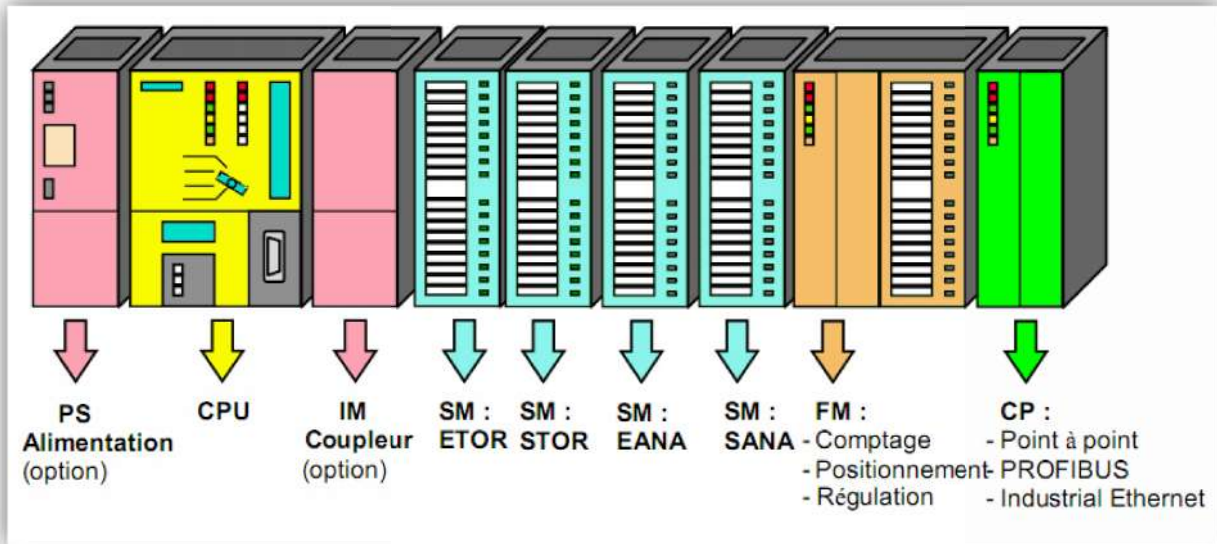 PS
Alimentation
(option)
CPU
IM
Coupleur
(option)
SM :
ETOR
SM :
STOR
SM :
EANA
SM :
SANA
FM :
- Comptage
- Positionnement
- Régulation
CP :
- Point à point
- PROFIBUS
- Industrial Ethernet